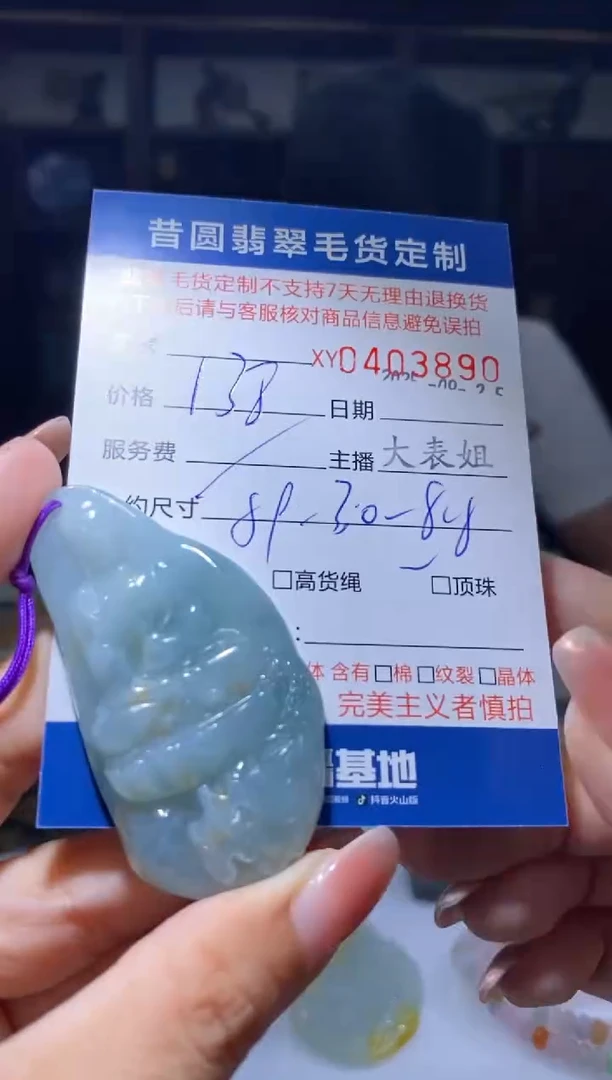 昔圆翡翠毛货定制
毛货定制不支持7天无理由退换货
后请与客服核对商品信息避免误拍
XY0403890
价格 138 日期
服务费 主播 大表姐
约尺寸
□高货绳 □顶珠
:
体 含有□棉 □纹裂 □晶体
完美主义者慎拍
基地
抖音火山版